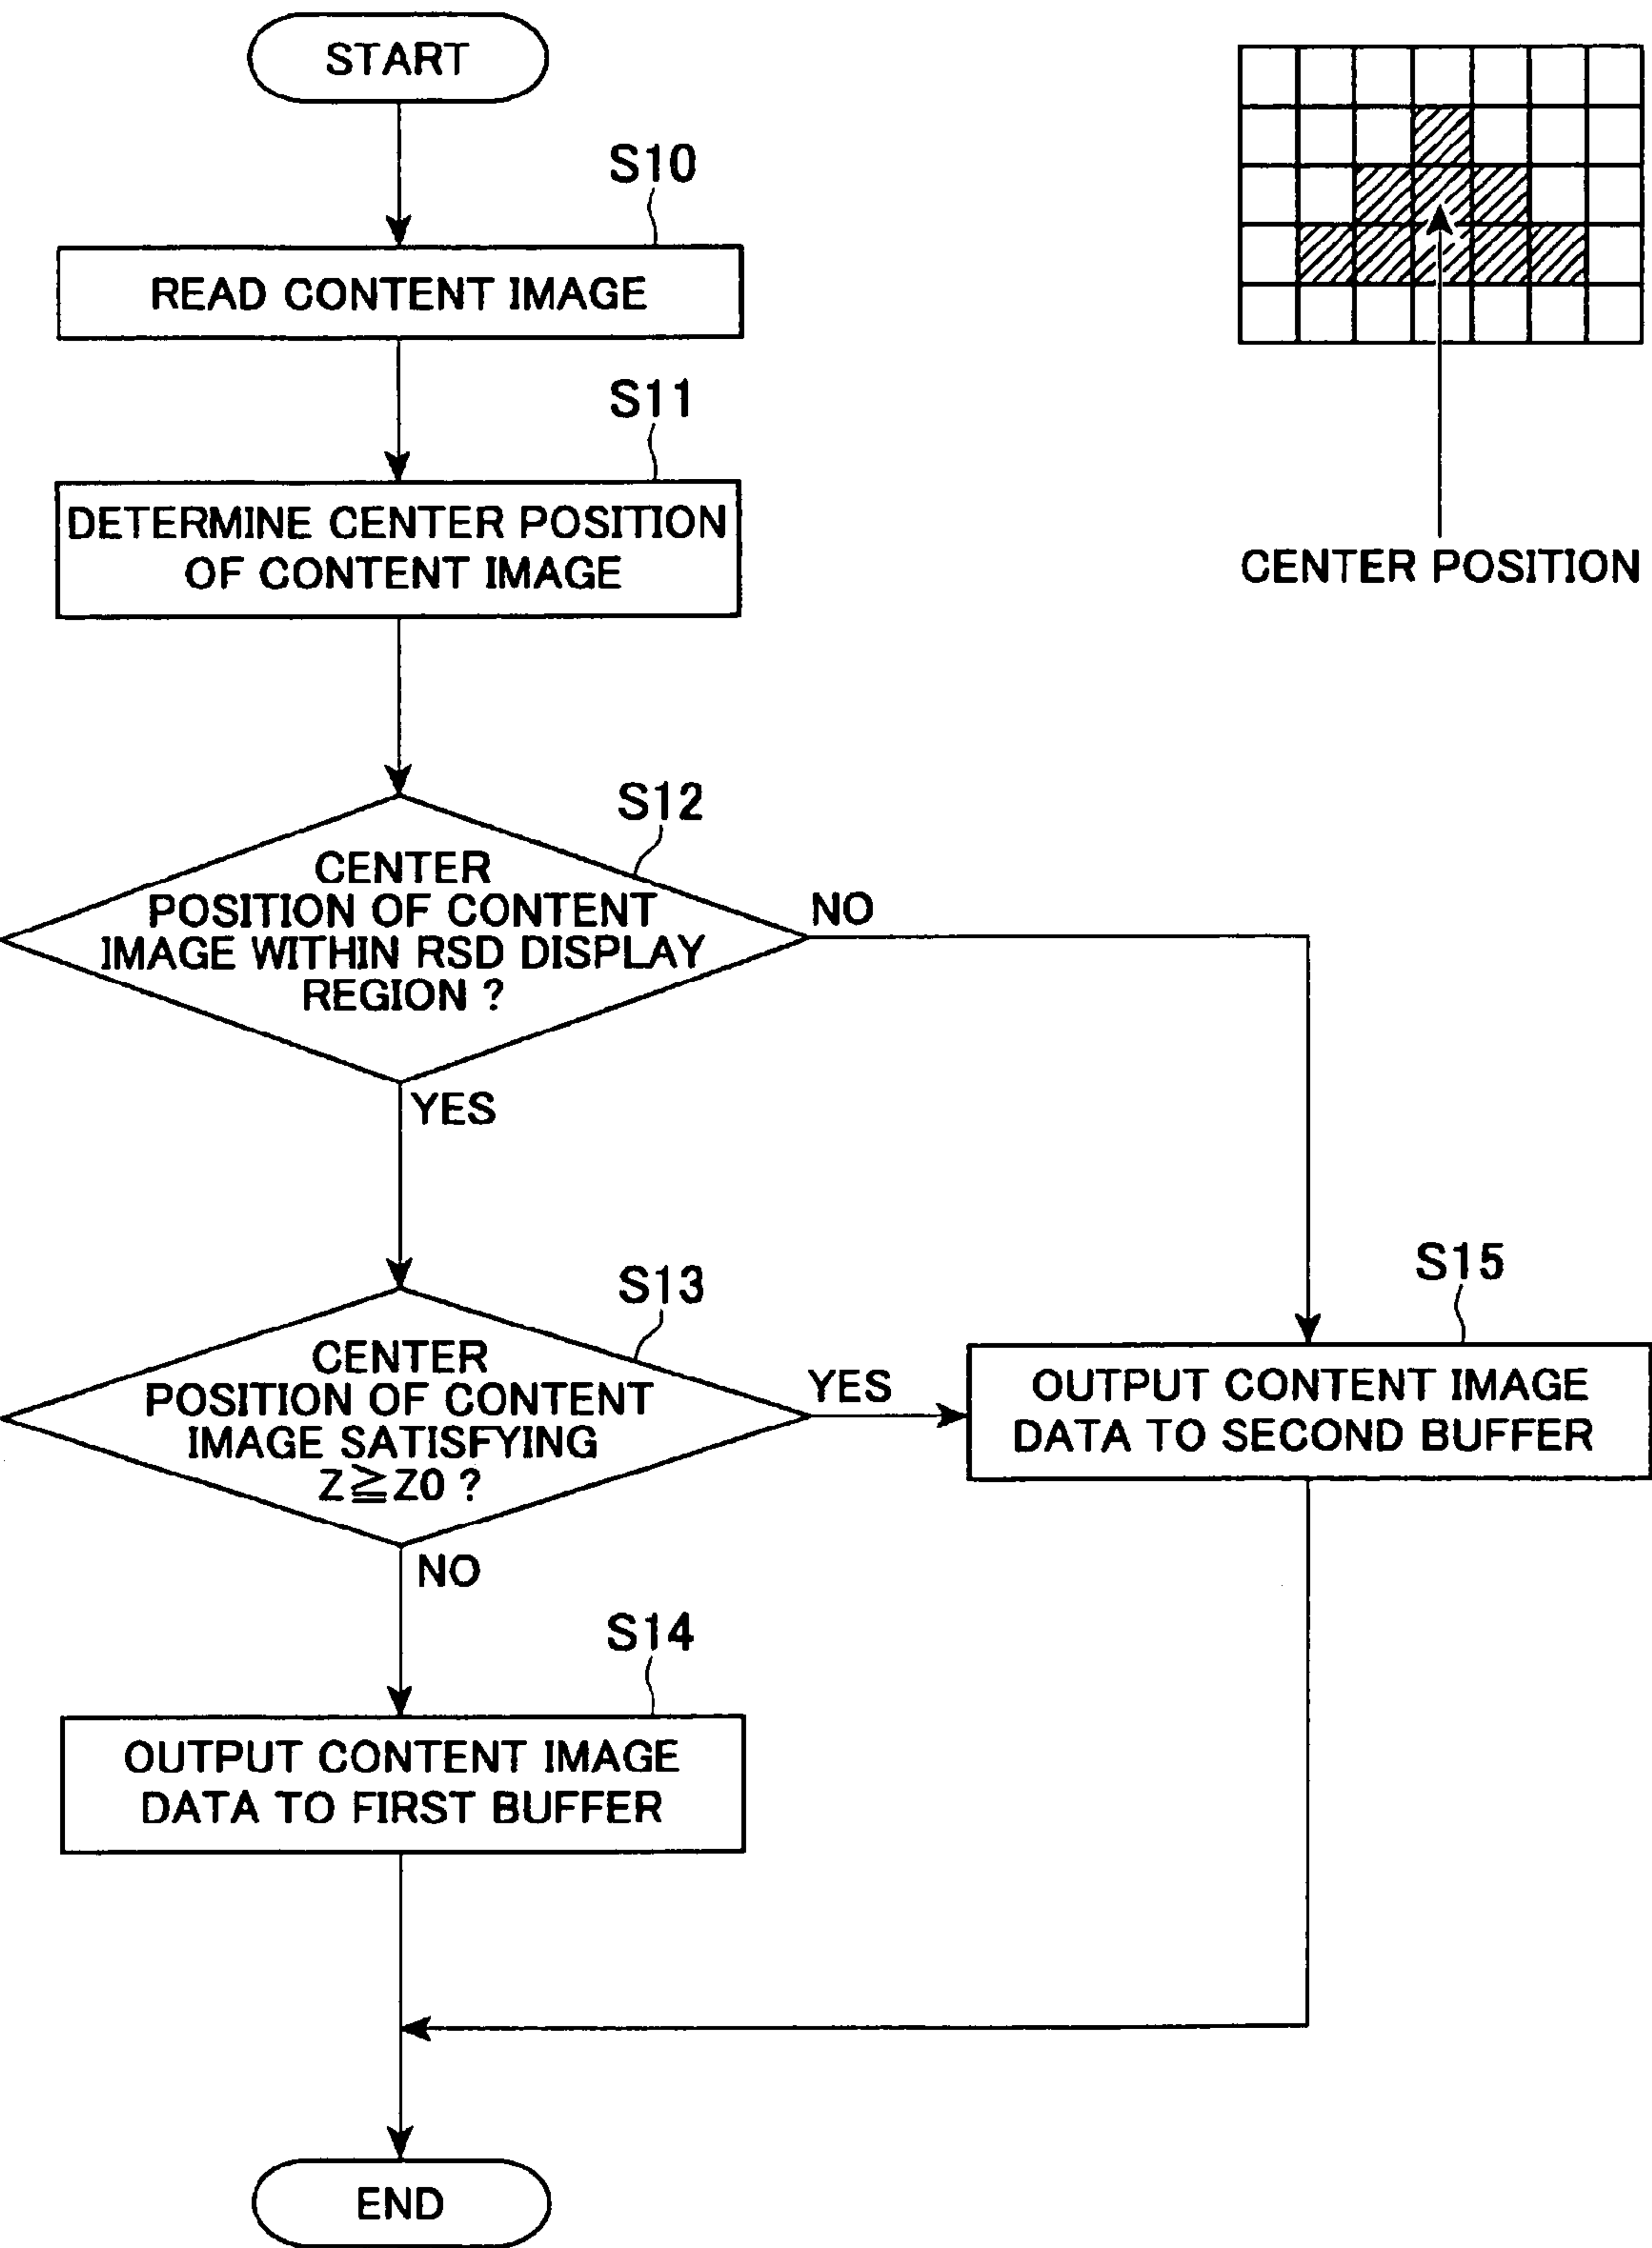 START
S10
READ CONTENT IMAGE
S11
DETERMINE CENTER POSITION
OF CONTENT IMAGE
CENTER POSITION
S12
CENTER
POSITION OF CONTENT
IMAGE WITHIN RSD DISPLAY
REGION ?
NO
YES
S13
CENTER
POSITION OF CONTENT
IMAGE SATISFYING
Z≧Z0 ?
YES
NO
S15
OUTPUT CONTENT IMAGE
DATA TO SECOND BUFFER
S14
OUTPUT CONTENT IMAGE
DATA TO FIRST BUFFER
END